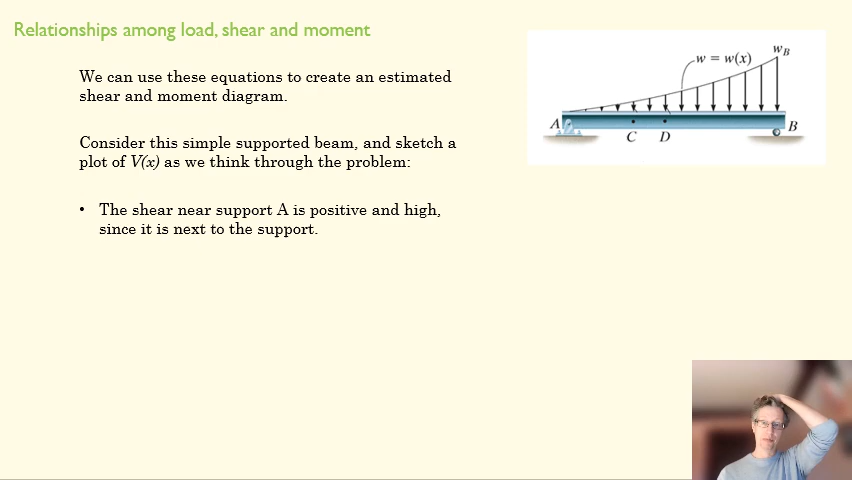 Relationships among load, shear and moment
We can use these equations to create an estimated
shear and moment diagram.
Consider this simple supported beam, and sketch a
plot of V(x) as we think through the problem:
• The shear near support A is positive and high,
since it is next to the support.
w = w(x)
wB
A
B
C D